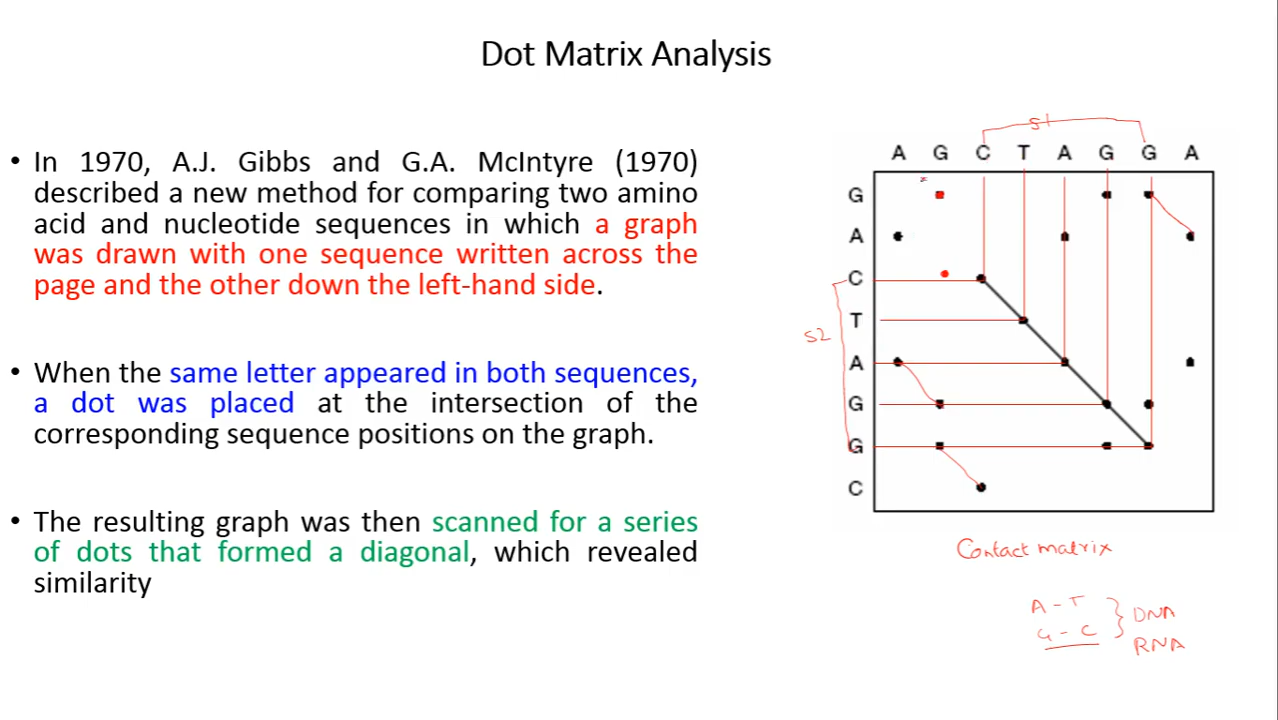 Dot Matrix Analysis
• In 1970, A.J. Gibbs and G.A. McIntyre (1970)
described a new method for comparing two amino
acid and nucleotide sequences in which a graph
was drawn with one sequence written across the
page and the other down the left-hand side.
• When the same letter appeared in both sequences,
a dot was placed at the intersection of the
corresponding sequence positions on the graph.
• The resulting graph was then scanned for a series
of dots that formed a diagonal, which revealed
similarity
S1
A G C T A G G A
G
A
C
T
S2
A
G
G
C
Contact matrix
A - T
G - C
DNA
RNA